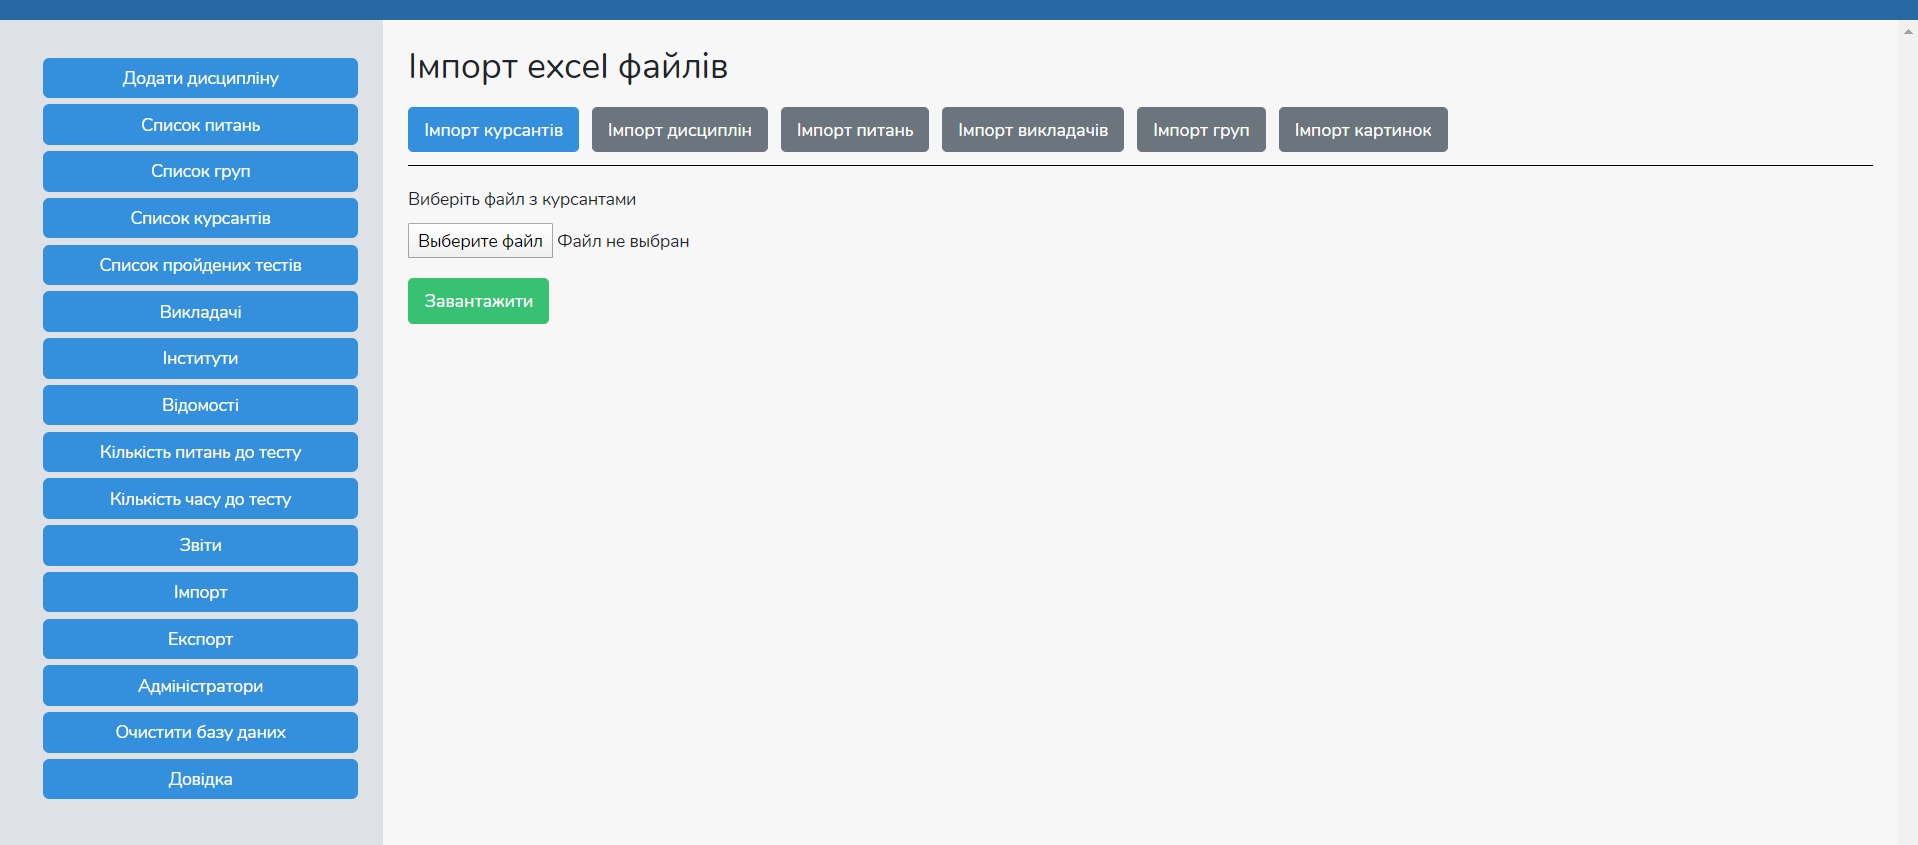 Додати дисципліну
Список питань
Список груп
Список курсантів
Список пройдених тестів
Викладачі
Інститути
Відомості
Кількість питань до тесту
Кількість часу до тесту
Звіти
Імпорт
Експорт
Адміністратори
Очистити базу даних
Довідка
Імпорт excel файлів
Імпорт курсантів Імпорт дисциплін Імпорт питань Імпорт викладачів Імпорт груп Імпорт картинок
Виберіть файл з курсантами
Выберите файл Файл не выбран
Завантажити